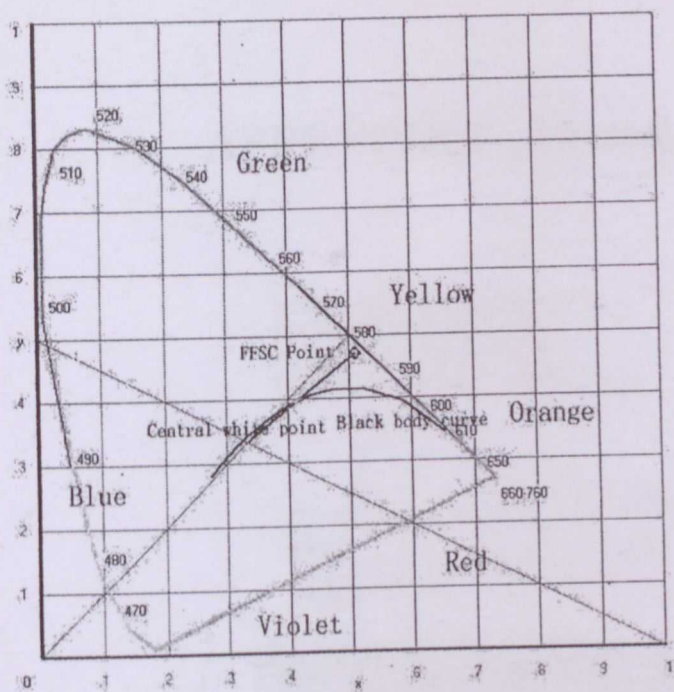 1
.9
520
.8
530
Green
510
540
.7
550
.6
560
570
Yellow
500
580
y
FFSC Point
590
.4
600
Orange
Central white point Black body curve
610
.3
490
650
Blue
660-760
.2
480
Red
.1
470
Violet
0 .1 .2 .3 .4 .5 x .6 .7 .8 .9 1